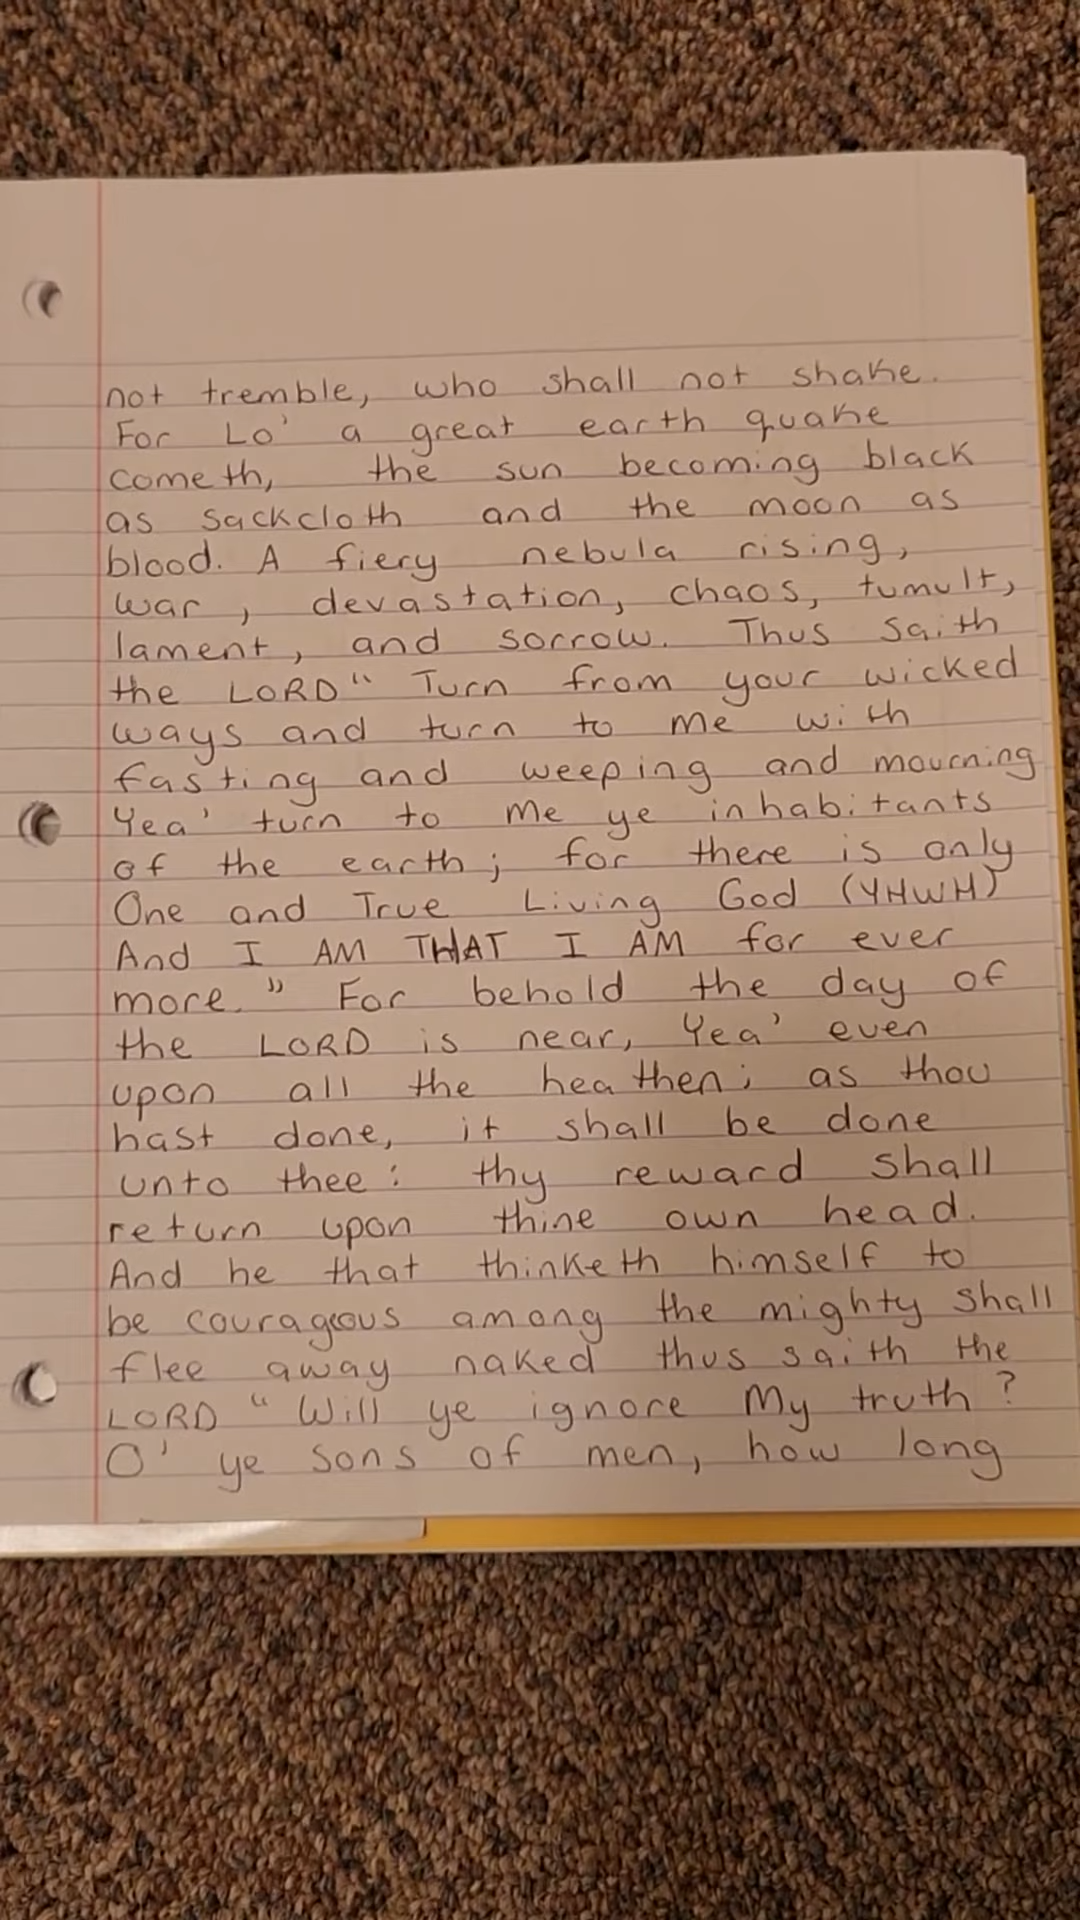 not tremble, who shall not shake.
For Lo' a great earth quake
cometh, the sun becoming black
as sackcloth and the moon as
blood. A fiery nebula rising,
war, devastation, chaos, tumult,
lament, and sorrow. Thus saith
the LORD "Turn from your wicked
ways and turn to me with
fasting and weeping and mourning
Yea' turn to Me ye inhabitants
of the earth; for there is only
One and True Living God (YHWH)
And I AM THAT I AM for ever
more." For behold the day of
the LORD is near, Yea' even
upon all the heathen; as thou
hast done, it shall be done
unto thee: thy reward shall
return upon thine own head.
And he that thinketh himself to
be courageous among the mighty shall
flee away naked thus saith the
LORD "Will ye ignore My truth?
O' ye sons of men, how long